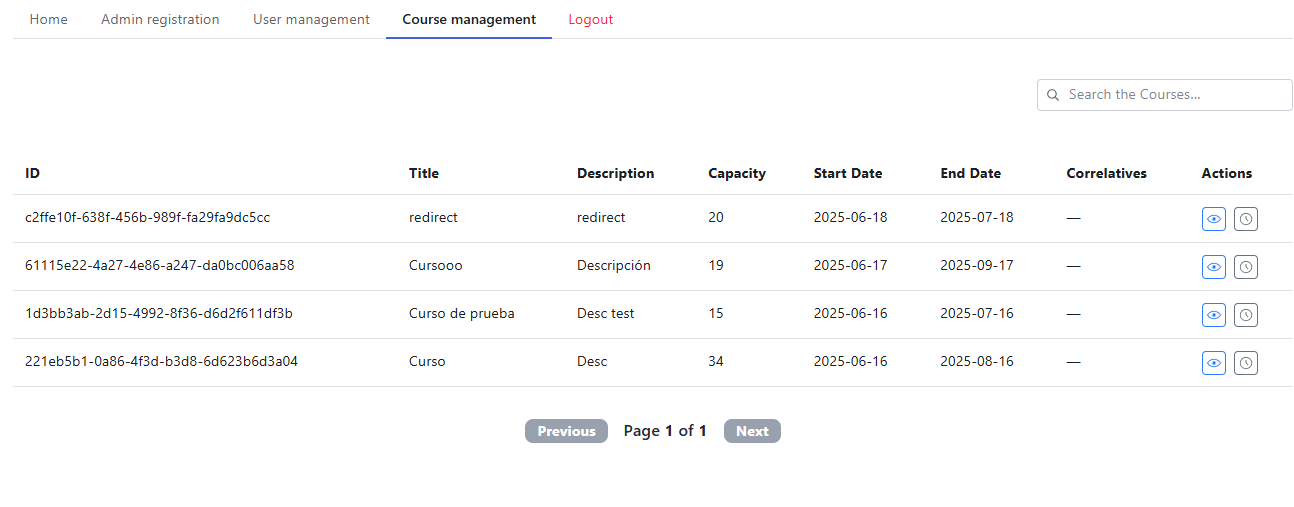 Home Admin registration User management Course management Logout
Search the Courses...
ID Title Description Capacity Start Date End Date Correlatives Actions
c2ffe10f-638f-456b-989f-fa29fa9dc5cc redirect redirect 20 2025-06-18 2025-07-18 —
61115e22-4a27-4e86-a247-da0bc006aa58 Cursooo Descripción 19 2025-06-17 2025-09-17 —
1d3bb3ab-2d15-4992-8f36-d6d2f611df3b Curso de prueba Desc test 15 2025-06-16 2025-07-16 —
221eb5b1-0a86-4f3d-b3d8-6d623b6d3a04 Curso Desc 34 2025-06-16 2025-08-16 —
Previous Page 1 of 1 Next